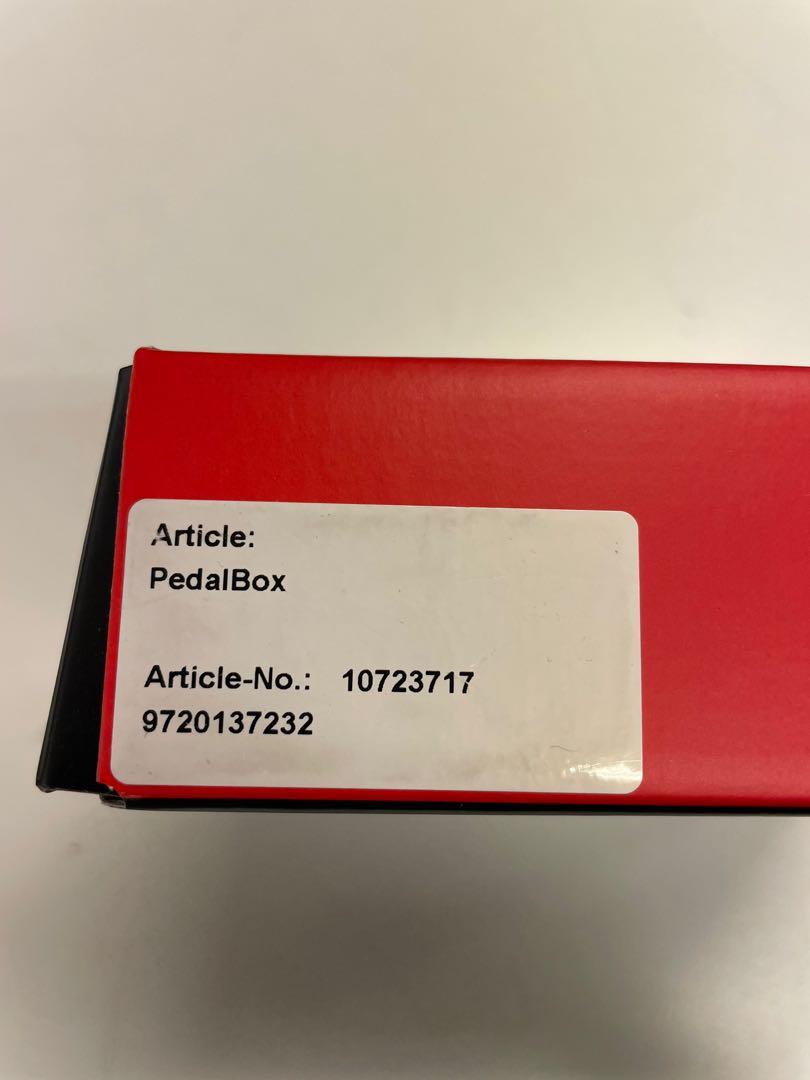 Article:
PedalBox
Article-No.: 10723717
9720137232